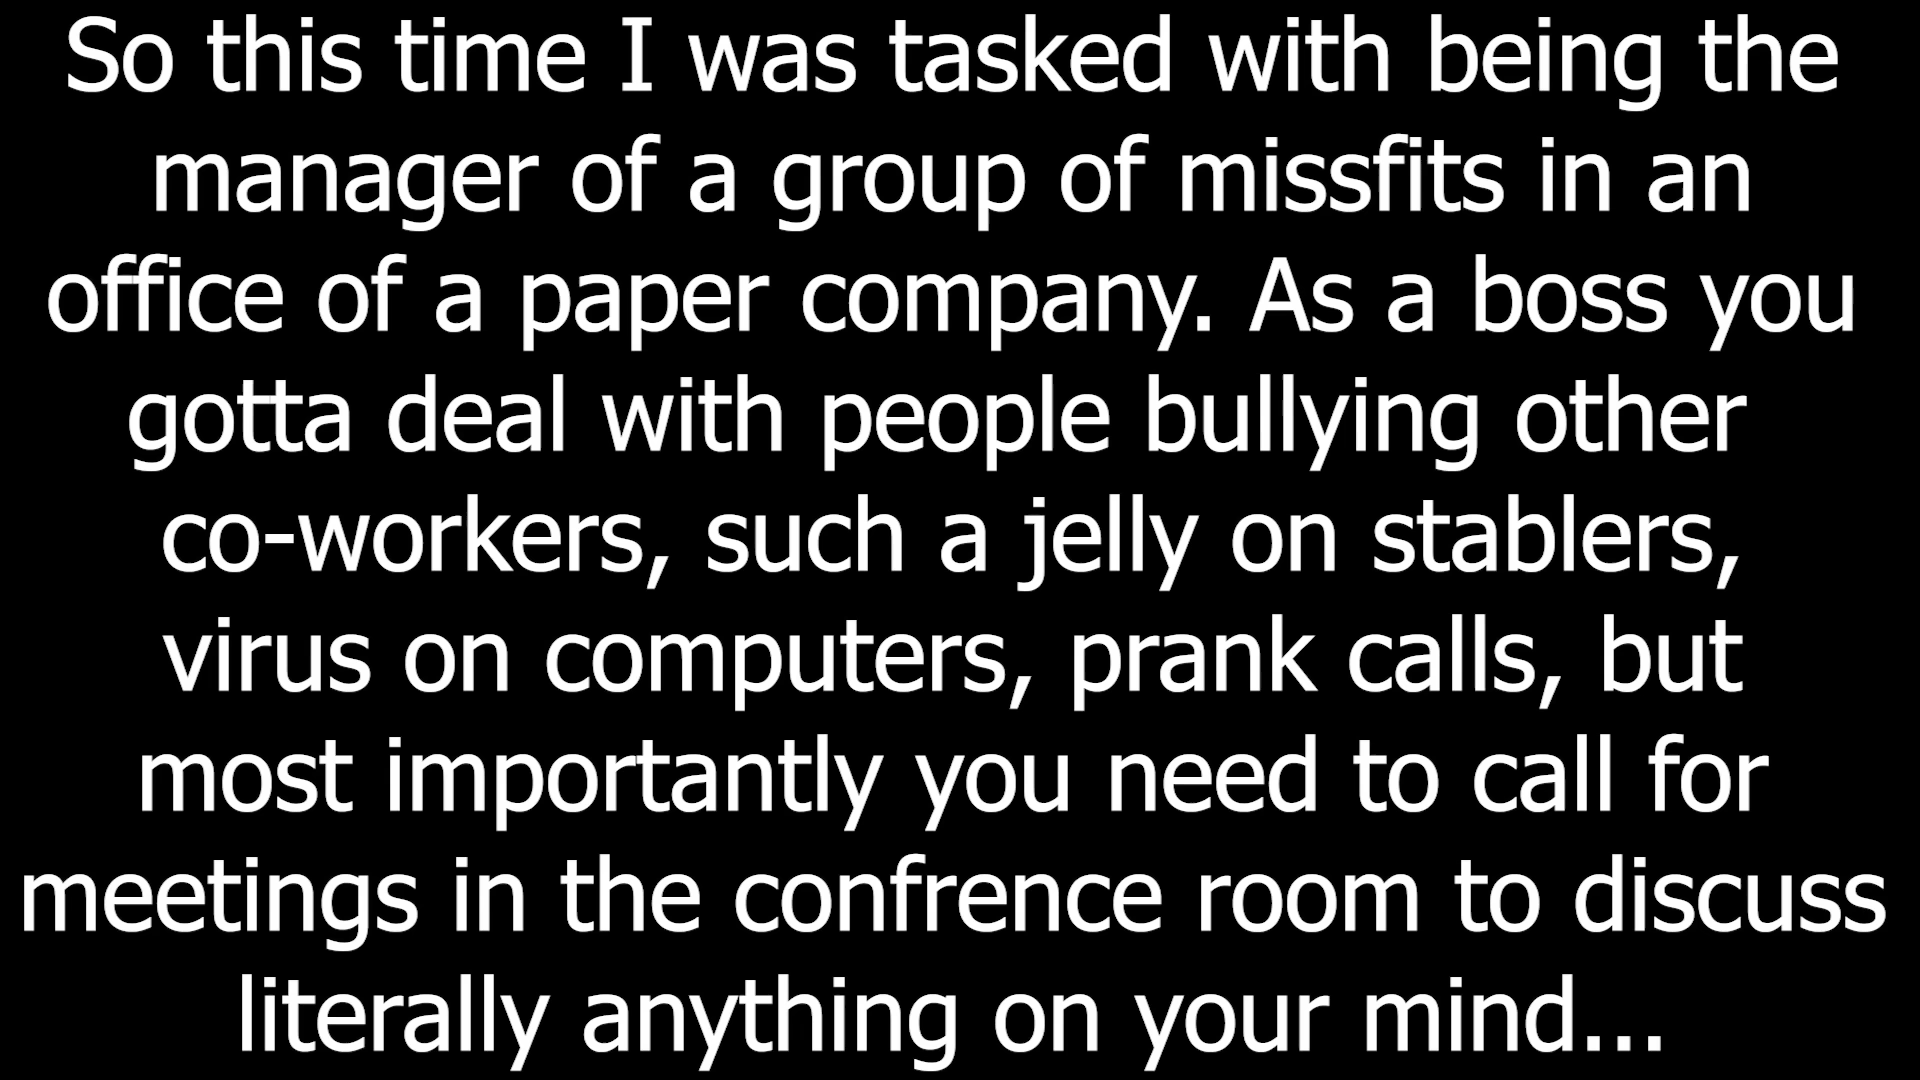 So this time I was tasked with being the
manager of a group of missfits in an
office of a paper company. As a boss you
gotta deal with people bullying other
co-workers, such a jelly on stablers,
virus on computers, prank calls, but
most importantly you need to call for
meetings in the confrence room to discuss
literally anything on your mind...